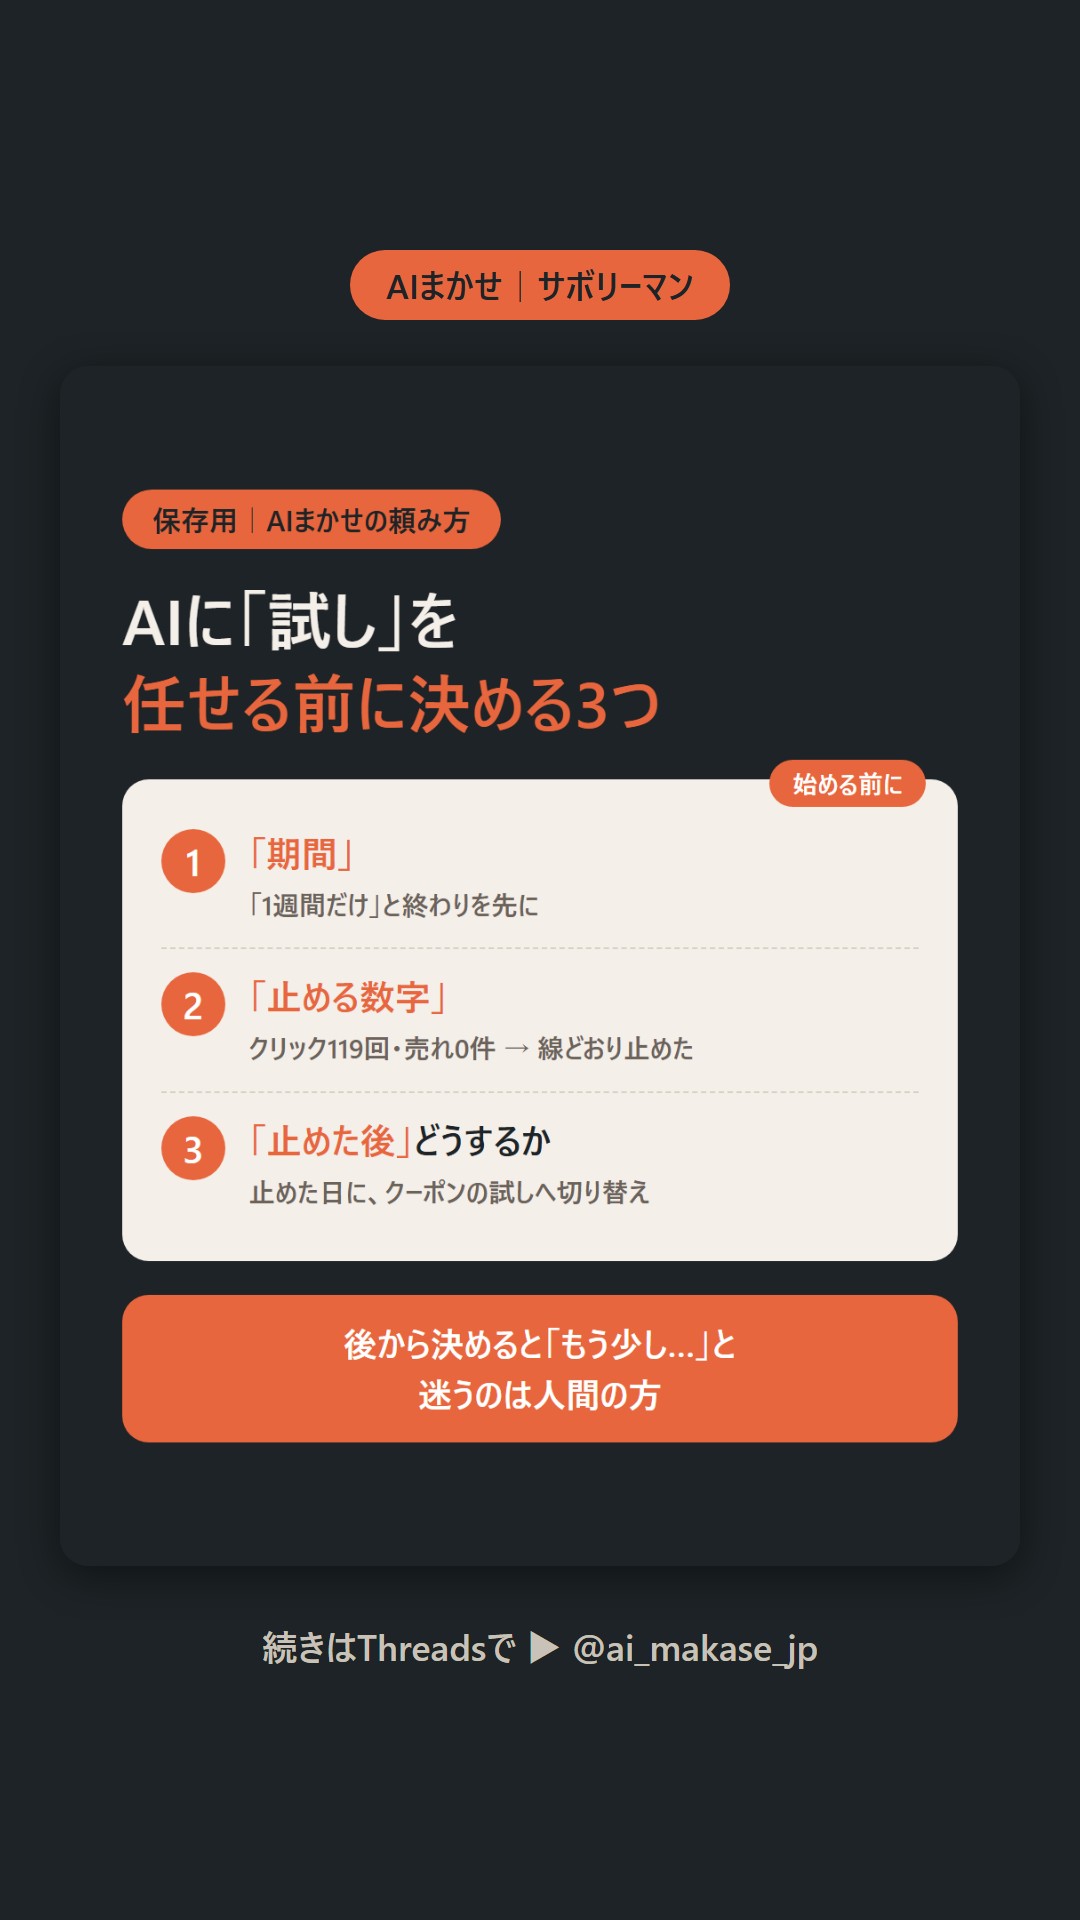 AIまかせ｜サボリーマン
保存用｜AIまかせの頼み方
AIに「試し」を
任せる前に決める3つ
始める前に
1
「期間」
「1週間だけ」と終わりを先に
2
「止める数字」
クリック119回・売れ0件 → 線どおり止めた
3
「止めた後」どうするか
止めた日に、クーポンの試しへ切り替え
後から決めると「もう少し…」と
迷うのは人間の方
続きはThreadsで ▶ @ai_makase_jp